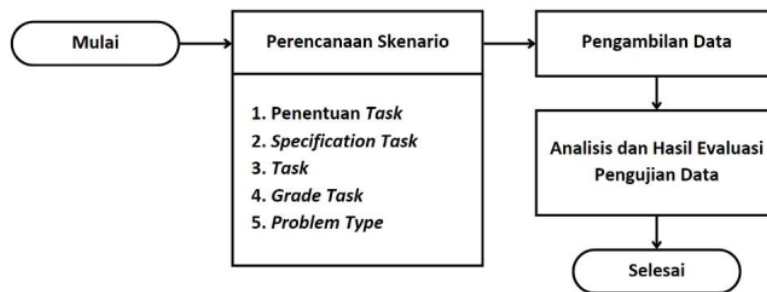 Mulai
Perencanaan Skenario
1. Penentuan Task
2. Specification Task
3. Task
4. Grade Task
5. Problem Type
Pengambilan Data
Analisis dan Hasil Evaluasi
Pengujian Data
Selesai